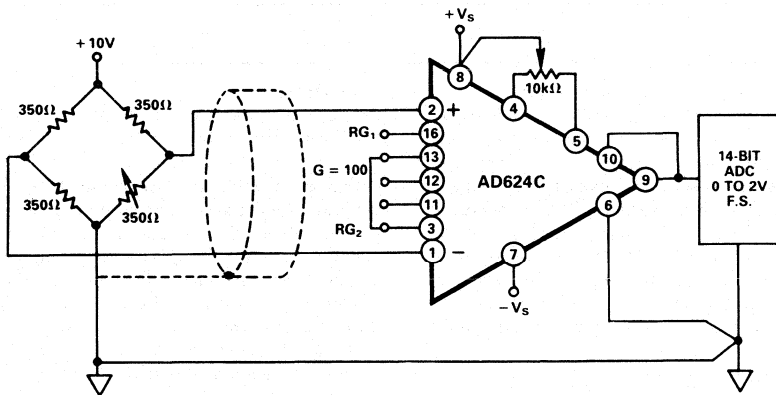 +10V
350Ω
350Ω
350Ω
350Ω
RG₁
G = 100
RG₂
+VS
10kΩ
8
4
5
10
9
6
7
2
+
16
13
12
11
3
1
−
AD624C
−VS
14-BIT
ADC
0 TO 2V
F.S.